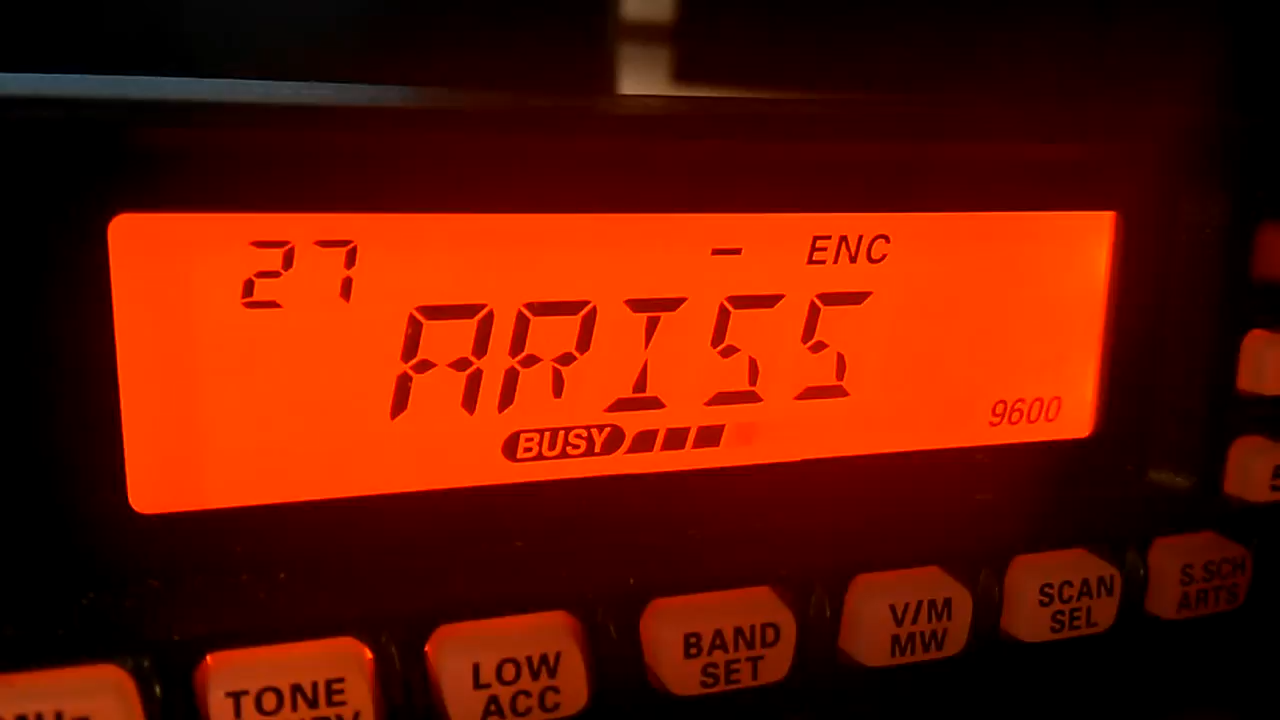 27 - ENC
ARISS
BUSY
9600
TONE
LOW
ACC
BAND
SET
V/M
MW
SCAN
SEL
S.SCH
ARTS